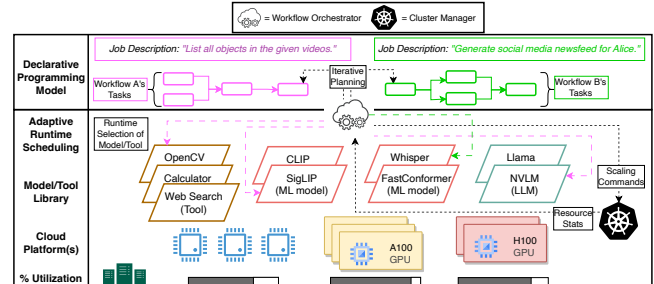 = Workflow Orchestrator
= Cluster Manager
Declarative
Programming
Model
Job Description: "List all objects in the given videos."
Job Description: "Generate social media newsfeed for Alice."
Workflow A's
Tasks
Iterative
Planning
Workflow B's
Tasks
Adaptive
Runtime
Scheduling
Runtime
Selection of
Model/Tool
Model/Tool
Library
OpenCV
Calculator
Web Search
(Tool)
CLIP
SigLIP
(ML model)
Whisper
FastConformer
(ML model)
Llama
NVLM
(LLM)
Scaling
Commands
Resource
Stats
Cloud
Platform(s)
A100
GPU
H100
GPU
% Utilization